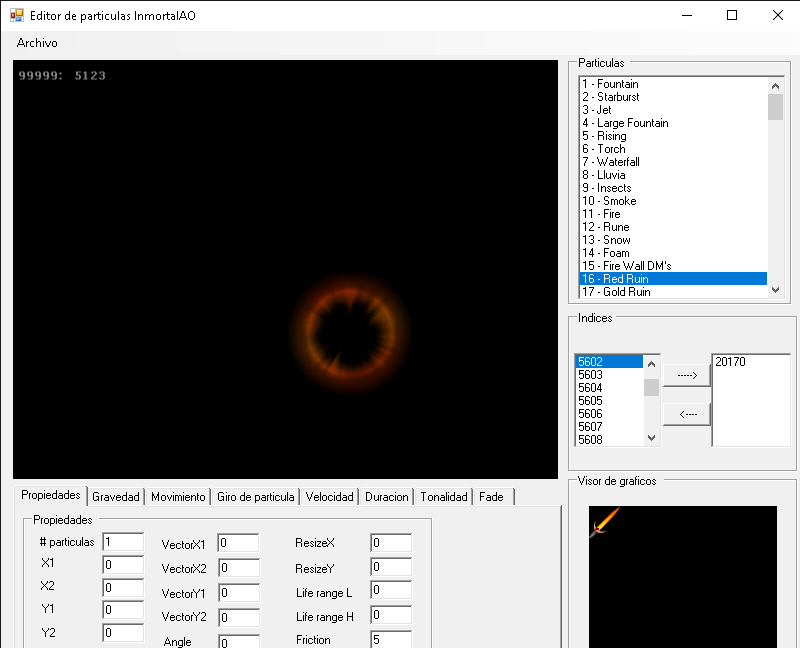 Editor de particulas InmortalAO
Archivo
99999: 5123
Particulas
1 - Fountain
2 - Starburst
3 - Jet
4 - Large Fountain
5 - Rising
6 - Torch
7 - Waterfall
8 - Lluvia
9 - Insects
10 - Smoke
11 - Fire
12 - Rune
13 - Snow
14 - Foam
15 - Fire Wall DM's
16 - Red Ruin
17 - Gold Ruin
Indices
5602
5603
5604
5605
5606
5607
5608
---->
<----
20170
Visor de graficos
Propiedades Gravedad Movimiento Giro de particula Velocidad Duracion Tonalidad Fade
Propiedades
# particulas 1
X1 0
X2 0
Y1 0
Y2 0
VectorX1 0
VectorX2 0
VectorY1 0
VectorY2 0
Angle 0
ResizeX 0
ResizeY 0
Life range L 0
Life range H 0
Friction 5